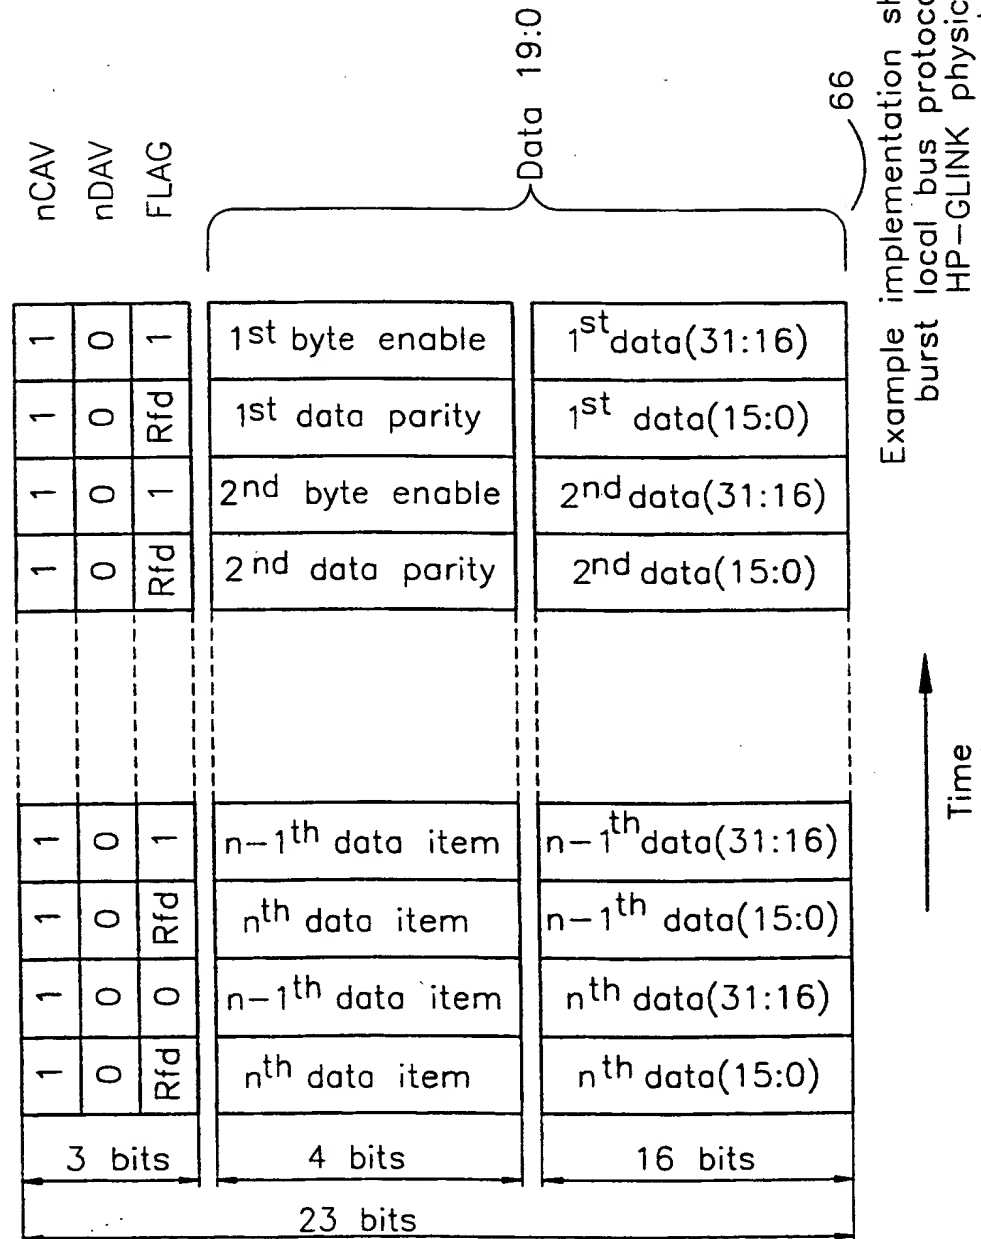 nCAV
nDAV
FLAG
Data 19:0
66
1 0 1 1st byte enable 1st data(31:16)
1 0 Rfd 1st data parity 1st data(15:0)
1 0 1 2nd byte enable 2nd data(31:16)
1 0 Rfd 2nd data parity 2nd data(15:0)
1 0 1 n-1th data item n-1th data(31:16)
1 0 Rfd nth data item n-1th data(15:0)
1 0 0 n-1th data item nth data(31:16)
1 0 Rfd nth data item nth data(15:0)
3 bits 4 bits 16 bits
23 bits
Example implementation
burst local bus
HP-GLINK
Time